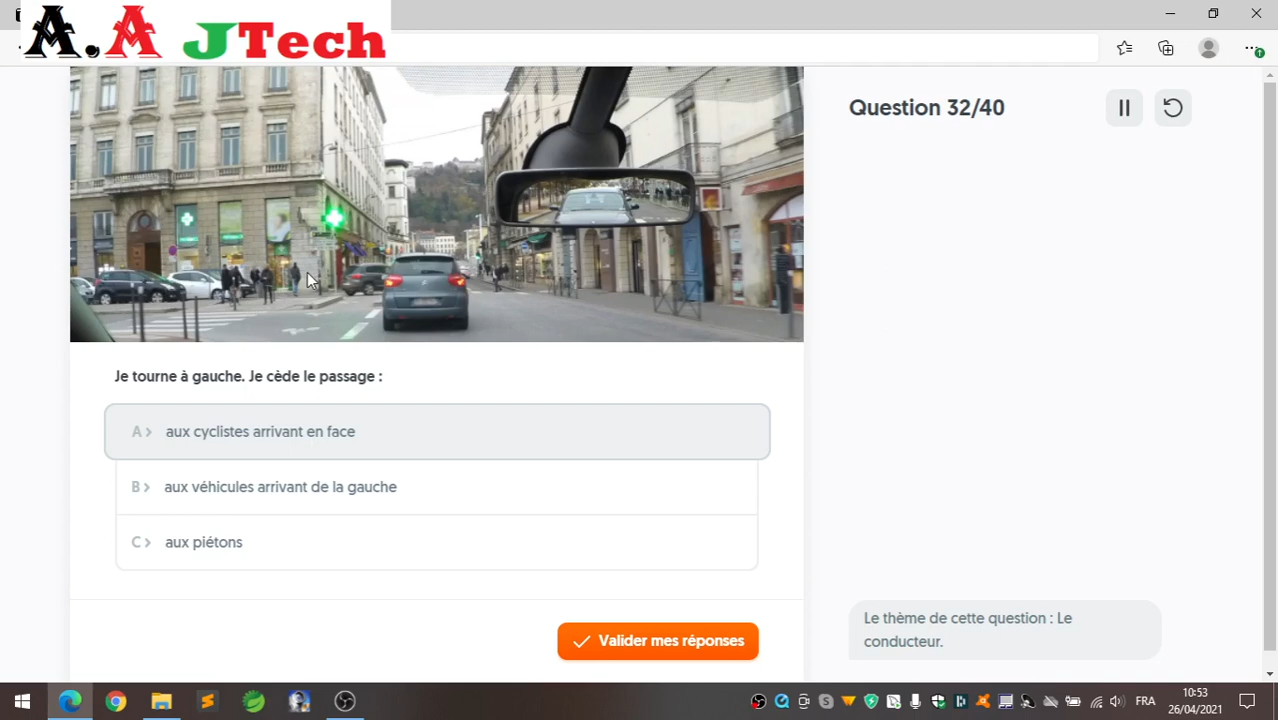 A.A JTech
Question 32/40
Je tourne à gauche. Je cède le passage :
A > aux cyclistes arrivant en face
B > aux véhicules arrivant de la gauche
C > aux piétons
Valider mes réponses
Le thème de cette question : Le
conducteur.
FRA
10:53
26/04/2021